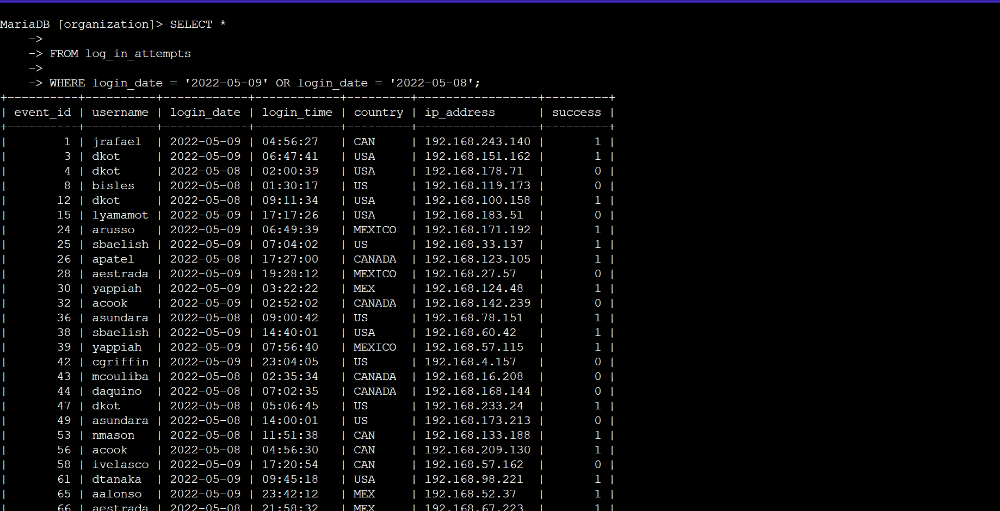 MariaDB [organization]> SELECT *
    ->
    -> FROM log_in_attempts
    ->
    -> WHERE login_date = '2022-05-09' OR login_date = '2022-05-08';
+----------+----------+------------+------------+---------+-----------------+---------+
| event_id | username | login_date | login_time | country | ip_address      | success |
+----------+----------+------------+------------+---------+-----------------+---------+
|        1 | jrafael  | 2022-05-09 | 04:56:27   | CAN     | 192.168.243.140 |       1 |
|        3 | dkot     | 2022-05-09 | 06:47:41   | USA     | 192.168.151.162 |       1 |
|        4 | dkot     | 2022-05-08 | 02:00:39   | USA     | 192.168.178.71  |       0 |
|        8 | bisles   | 2022-05-08 | 01:30:17   | US      | 192.168.119.173 |       0 |
|       12 | dkot     | 2022-05-08 | 09:11:34   | USA     | 192.168.100.158 |       1 |
|       15 | lyamamot | 2022-05-09 | 17:17:26   | USA     | 192.168.183.51  |       0 |
|       24 | arusso   | 2022-05-09 | 06:49:39   | MEXICO  | 192.168.171.192 |       1 |
|       25 | sbaelish | 2022-05-09 | 07:04:02   | US      | 192.168.33.137  |       1 |
|       26 | apatel   | 2022-05-08 | 17:27:00   | CANADA  | 192.168.123.105 |       1 |
|       28 | aestrada | 2022-05-09 | 19:28:12   | MEXICO  | 192.168.27.57   |       0 |
|       30 | yappiah  | 2022-05-09 | 03:22:22   | MEX     | 192.168.124.48  |       1 |
|       32 | acook    | 2022-05-09 | 02:52:02   | CANADA  | 192.168.142.239 |       0 |
|       36 | asundara | 2022-05-08 | 09:00:42   | US      | 192.168.78.151  |       1 |
|       38 | sbaelish | 2022-05-09 | 14:40:01   | USA     | 192.168.60.42   |       1 |
|       39 | yappiah  | 2022-05-09 | 07:56:40   | MEXICO  | 192.168.57.115  |       1 |
|       42 | cgriffin | 2022-05-09 | 23:04:05   | US      | 192.168.4.157   |       0 |
|       43 | mcouliba | 2022-05-08 | 02:35:34   | CANADA  | 192.168.16.208  |       0 |
|       44 | daquino  | 2022-05-08 | 07:02:35   | CANADA  | 192.168.168.144 |       0 |
|       47 | dkot     | 2022-05-08 | 05:06:45   | US      | 192.168.233.24  |       1 |
|       49 | asundara | 2022-05-08 | 14:00:01   | US      | 192.168.173.213 |       0 |
|       53 | nmason   | 2022-05-08 | 11:51:38   | CAN     | 192.168.133.188 |       1 |
|       56 | acook    | 2022-05-08 | 04:56:30   | CAN     | 192.168.209.130 |       1 |
|       58 | ivelasco | 2022-05-09 | 17:20:54   | CAN     | 192.168.57.162  |       0 |
|       61 | dtanaka  | 2022-05-09 | 09:45:18   | USA     | 192.168.98.221  |       1 |
|       65 | aalonso  | 2022-05-09 | 23:42:12   | MEX     | 192.168.52.37   |       1 |
|       66 | aestrada | 2022-05-08 | 21:58:32   | MEX     | 192.168.67.223  |       1 |